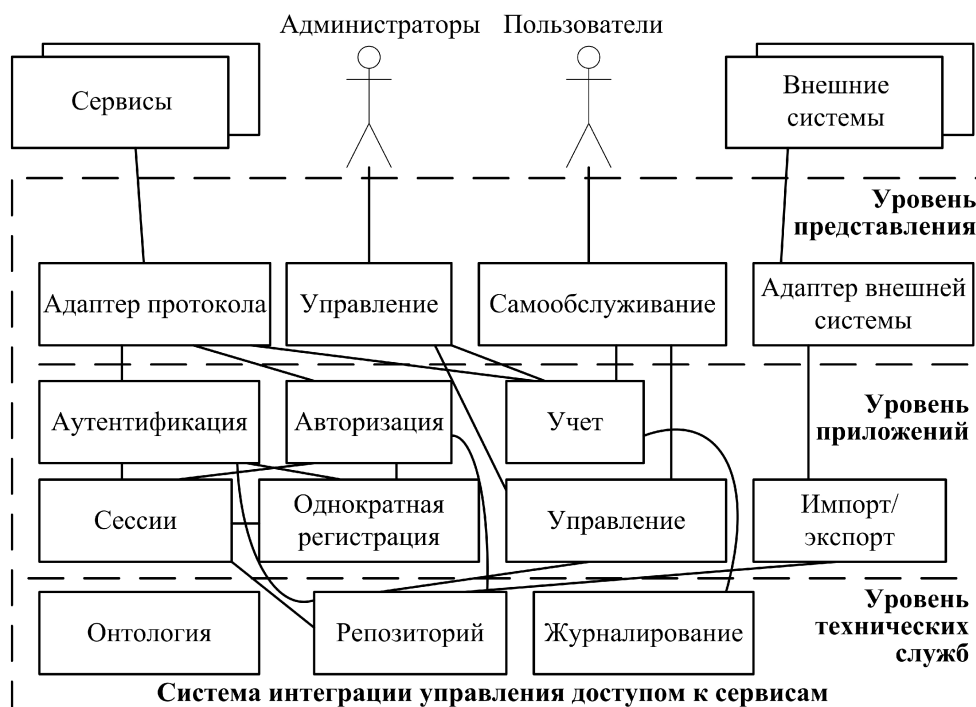 Администраторы
Пользователи
Сервисы
Внешние
системы
Уровень
представления
Адаптер протокола
Управление
Самообслуживание
Адаптер внешней
системы
Аутентификация
Авторизация
Учет
Уровень
приложений
Сессии
Однократная
регистрация
Управление
Импорт/
экспорт
Онтология
Репозиторий
Журналирование
Уровень
технических
служб
Система интеграции управления доступом к сервисам